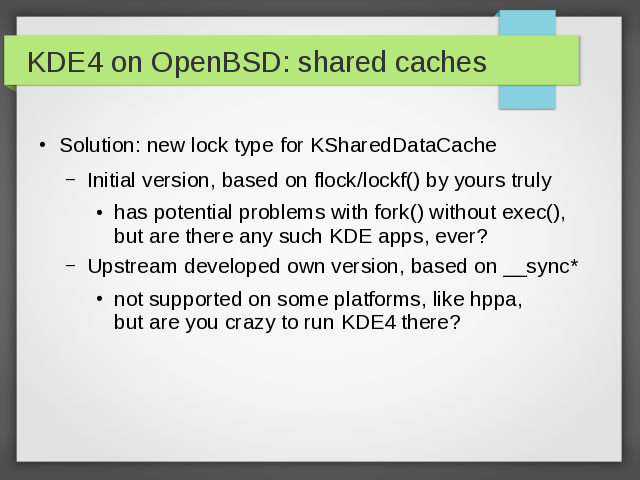 KDE4 on OpenBSD: shared caches
• Solution: new lock type for KSharedDataCache
– Initial version, based on flock/lockf() by yours truly
• has potential problems with fork() without exec(),
but are there any such KDE apps, ever?
– Upstream developed own version, based on __sync*
• not supported on some platforms, like hppa,
but are you crazy to run KDE4 there?